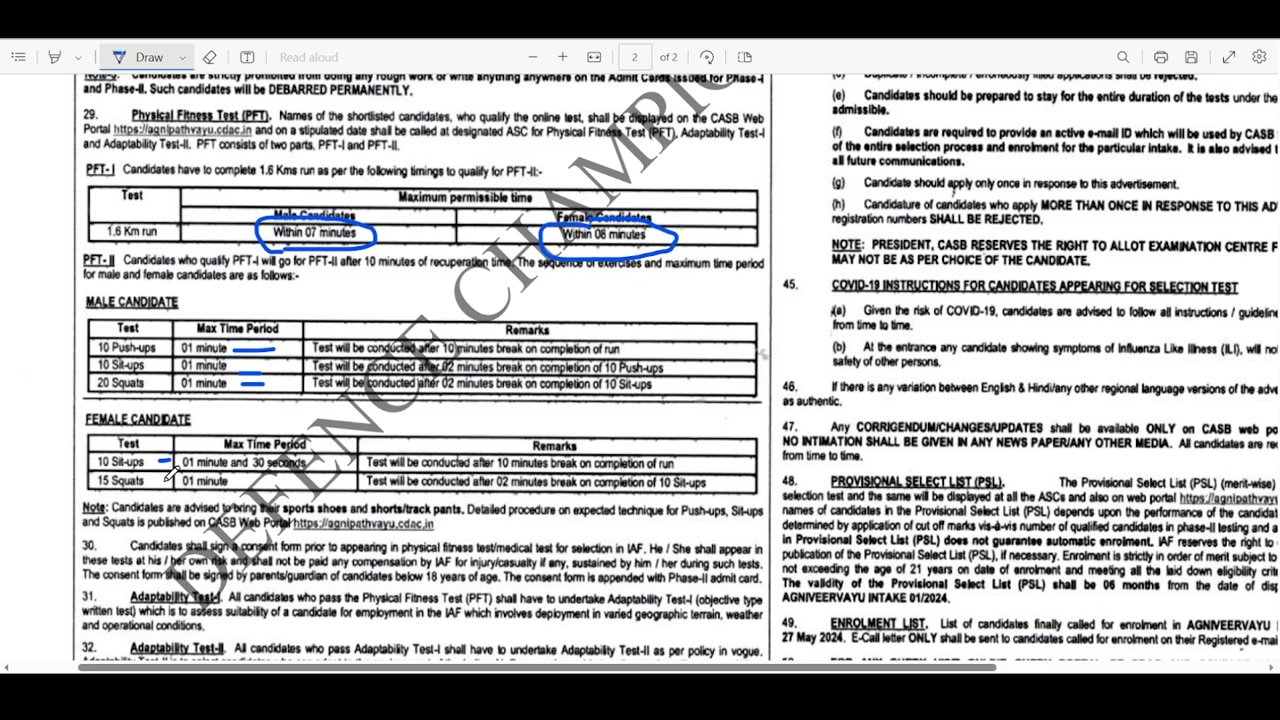 Draw
Read aloud
2
of 2
Candidates are strictly prohibited from doing any rough work or write anything anywhere on the Admit Cards issued for Phase-I
and Phase-II. Such candidates will be DEBARRED PERMANENTLY.
29. Physical Fitness Test (PFT). Names of the shortlisted candidates, who qualify the online test, shall be displayed on the CASB Web
Portal https://agnipathvayu.cdac.in and on a stipulated date shall be called at designated ASC for Physical Fitness Test (PFT), Adaptability Test-I
and Adaptability Test-II. PFT consists of two parts, PFT-I and PFT-II.
PFT-I Candidates have to complete 1.6 Kms run as per the following timings to qualify for PFT-II:-
Test Maximum permissible time
Male Candidates Female Candidates
1.6 Km run Within 07 minutes Within 08 minutes
PFT-II Candidates who qualify PFT-I will go for PFT-II after 10 minutes of recuperation time. The sequence of exercises and maximum time period
for male and female candidates are as follows:-
MALE CANDIDATE
Test Max Time Period Remarks
10 Push-ups 01 minute Test will be conducted after 10 minutes break on completion of run
10 Sit-ups 01 minute Test will be conducted after 02 minutes break on completion of 10 Push-ups
20 Squats 01 minute Test will be conducted after 02 minutes break on completion of 10 Sit-ups
FEMALE CANDIDATE
Test Max Time Period Remarks
10 Sit-ups 01 minute and 30 seconds Test will be conducted after 10 minutes break on completion of run
15 Squats 01 minute Test will be conducted after 02 minutes break on completion of 10 Sit-ups
Note: Candidates are advised to bring their sports shoes and shorts/track pants. Detailed procedure on expected technique for Push-ups, Sit-ups
and Squats is published on CASB Web Portal https://agnipathvayu.cdac.in
30. Candidates shall sign a consent form prior to appearing in physical fitness test/medical test for selection in IAF. He / She shall appear in
these tests at his / her own risk and shall not be paid any compensation by IAF for injury/casualty if any, sustained by him / her during such tests.
The consent form shall be signed by parents/guardian of candidates below 18 years of age. The consent form is appended with Phase-II admit card.
31. Adaptability Test-I. All candidates who pass the Physical Fitness Test (PFT) shall have to undertake Adaptability Test-I (objective type
written test) which is to assess suitability of a candidate for employment in the IAF which involves deployment in varied geographic terrain, weather
and operational conditions.
32. Adaptability Test-II. All candidates who pass Adaptability Test-I shall have to undertake Adaptability Test-II as per policy in vogue.
DEFENCE CHAMPIO
(e) Candidates should be prepared to stay for the entire duration of the tests under the
admissible.
(f) Candidates are required to provide an active e-mail ID which will be used by CASB
of the entire selection process and enrolment for the particular intake. It is also advised t
all future communications.
(g) Candidate should apply only once in response to this advertisement.
(h) Candidature of candidates who apply MORE THAN ONCE IN RESPONSE TO THIS AD
registration numbers SHALL BE REJECTED.
NOTE: PRESIDENT, CASB RESERVES THE RIGHT TO ALLOT EXAMINATION CENTRE F
MAY NOT BE AS PER CHOICE OF THE CANDIDATE.
45. COVID-19 INSTRUCTIONS FOR CANDIDATES APPEARING FOR SELECTION TEST
(a) Given the risk of COVID-19, candidates are advised to follow all instructions / guideline
from time to time.
(b) At the entrance any candidate showing symptoms of Influenza Like Illness (ILI), will no
safety of other persons.
46. If there is any variation between English & Hindi/any other regional language versions of the adve
as authentic.
47. Any CORRIGENDUM/CHANGES/UPDATES shall be available ONLY on CASB web po
NO INTIMATION SHALL BE GIVEN IN ANY NEWS PAPER/ANY OTHER MEDIA. All candidates are re
from time to time.
48. PROVISIONAL SELECT LIST (PSL). The Provisional Select List (PSL) (merit-wise)
selection test and the same will be displayed at all the ASCs and also on web portal https://agnipathvayu
names of candidates in the Provisional Select List (PSL) depends upon the performance of the candidat
determined by application of cut off marks vis-à-vis number of qualified candidates in phase-II testing and a
in Provisional Select List (PSL) does not guarantee automatic enrolment. IAF reserves the right to
publication of the Provisional Select List (PSL), if necessary. Enrolment is strictly in order of merit subject to
not exceeding the age of 21 years on date of enrolment and meeting all the laid down eligibility crit
The validity of the Provisional Select List (PSL) shall be 06 months from the date of disp
AGNIVEERVAYU INTAKE 01/2024.
49. ENROLMENT LIST. List of candidates finally called for enrolment in AGNIVEERVAYU
27 May 2024. E-Call letter ONLY shall be sent to candidates called for enrolment on their Registered e-mai